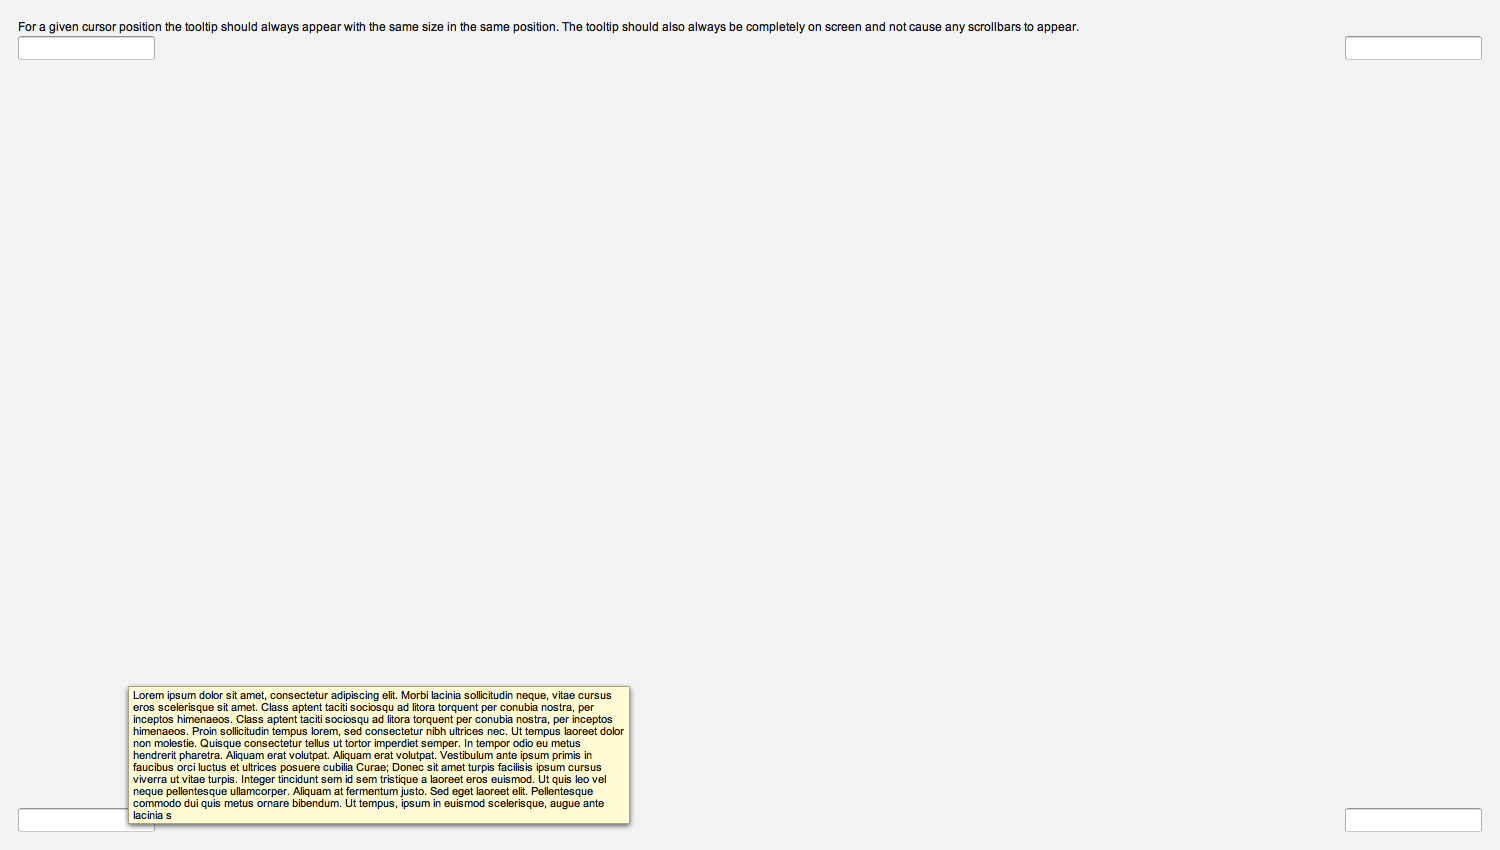 For a given cursor position the tooltip should always appear with the same size in the same position. The tooltip should also always be completely on screen and not cause any scrollbars to appear.
Lorem ipsum dolor sit amet, consectetur adipiscing elit. Morbi lacinia sollicitudin neque, vitae cursus
eros scelerisque sit amet. Class aptent taciti sociosqu ad litora torquent per conubia nostra, per
inceptos himenaeos. Class aptent taciti sociosqu ad litora torquent per conubia nostra, per inceptos
himenaeos. Proin sollicitudin tempus lorem, sed consectetur nibh ultrices nec. Ut tempus laoreet dolor
non molestie. Quisque consectetur tellus ut tortor imperdiet semper. In tempor odio eu metus
hendrerit pharetra. Aliquam erat volutpat. Aliquam erat volutpat. Vestibulum ante ipsum primis in
faucibus orci luctus et ultrices posuere cubilia Curae; Donec sit amet turpis facilisis ipsum cursus
viverra ut vitae turpis. Integer tincidunt sem id sem tristique a laoreet eros euismod. Ut quis leo vel
neque pellentesque ullamcorper. Aliquam at fermentum justo. Sed eget laoreet elit. Pellentesque
commodo dui quis metus ornare bibendum. Ut tempus, ipsum in euismod scelerisque, augue ante
lacinia s